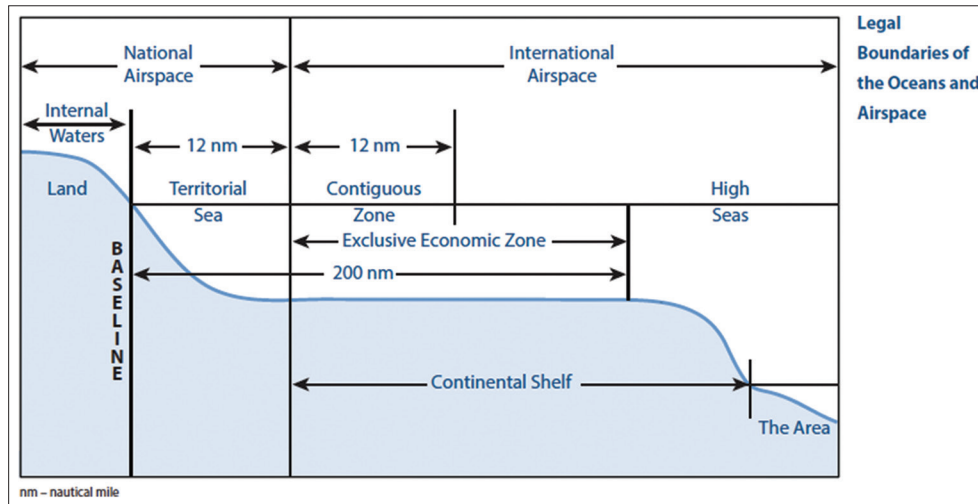 Legal
Boundaries of
the Oceans and
Airspace
National
Airspace
International
Airspace
Internal
Waters
12 nm
12 nm
Land
Territorial
Sea
Contiguous
Zone
High
Seas
Exclusive Economic Zone
200 nm
BASELINE
Continental Shelf
The Area
nm – nautical mile